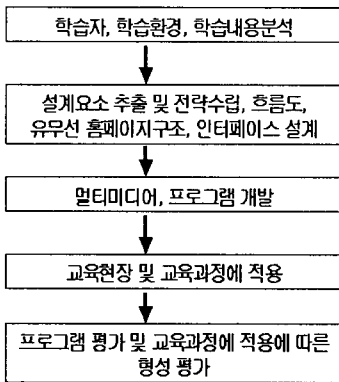 학습자, 학습환경, 학습내용분석
설계요소 추출 및 전략수립, 흐름도,
유무선 홈페이지구조, 인터페이스 설계
멀티미디어, 프로그램 개발
교육현장 및 교육과정에 적용
프로그램 평가 및 교육과정에 적용에 따른
형성 평가